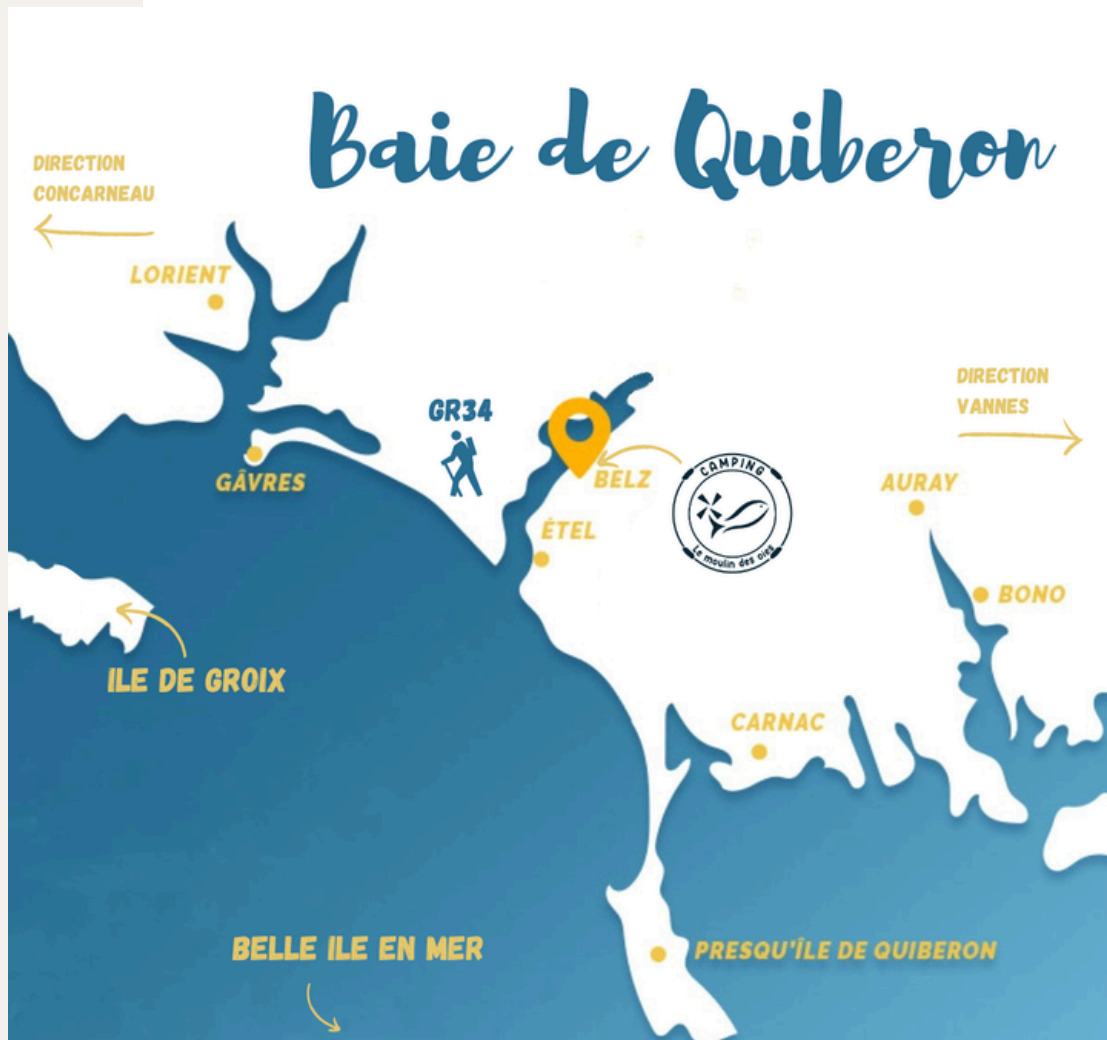 Baie de Quiberon
DIRECTION
CONCARNEAU
LORIENT
DIRECTION
VANNES
GR34
GÂVRES
BELZ
CAMPING
Le moulin des oies
AURAY
ÉTEL
BONO
ILE DE GROIX
CARNAC
BELLE ILE EN MER
PRESQU'ÎLE DE QUIBERON